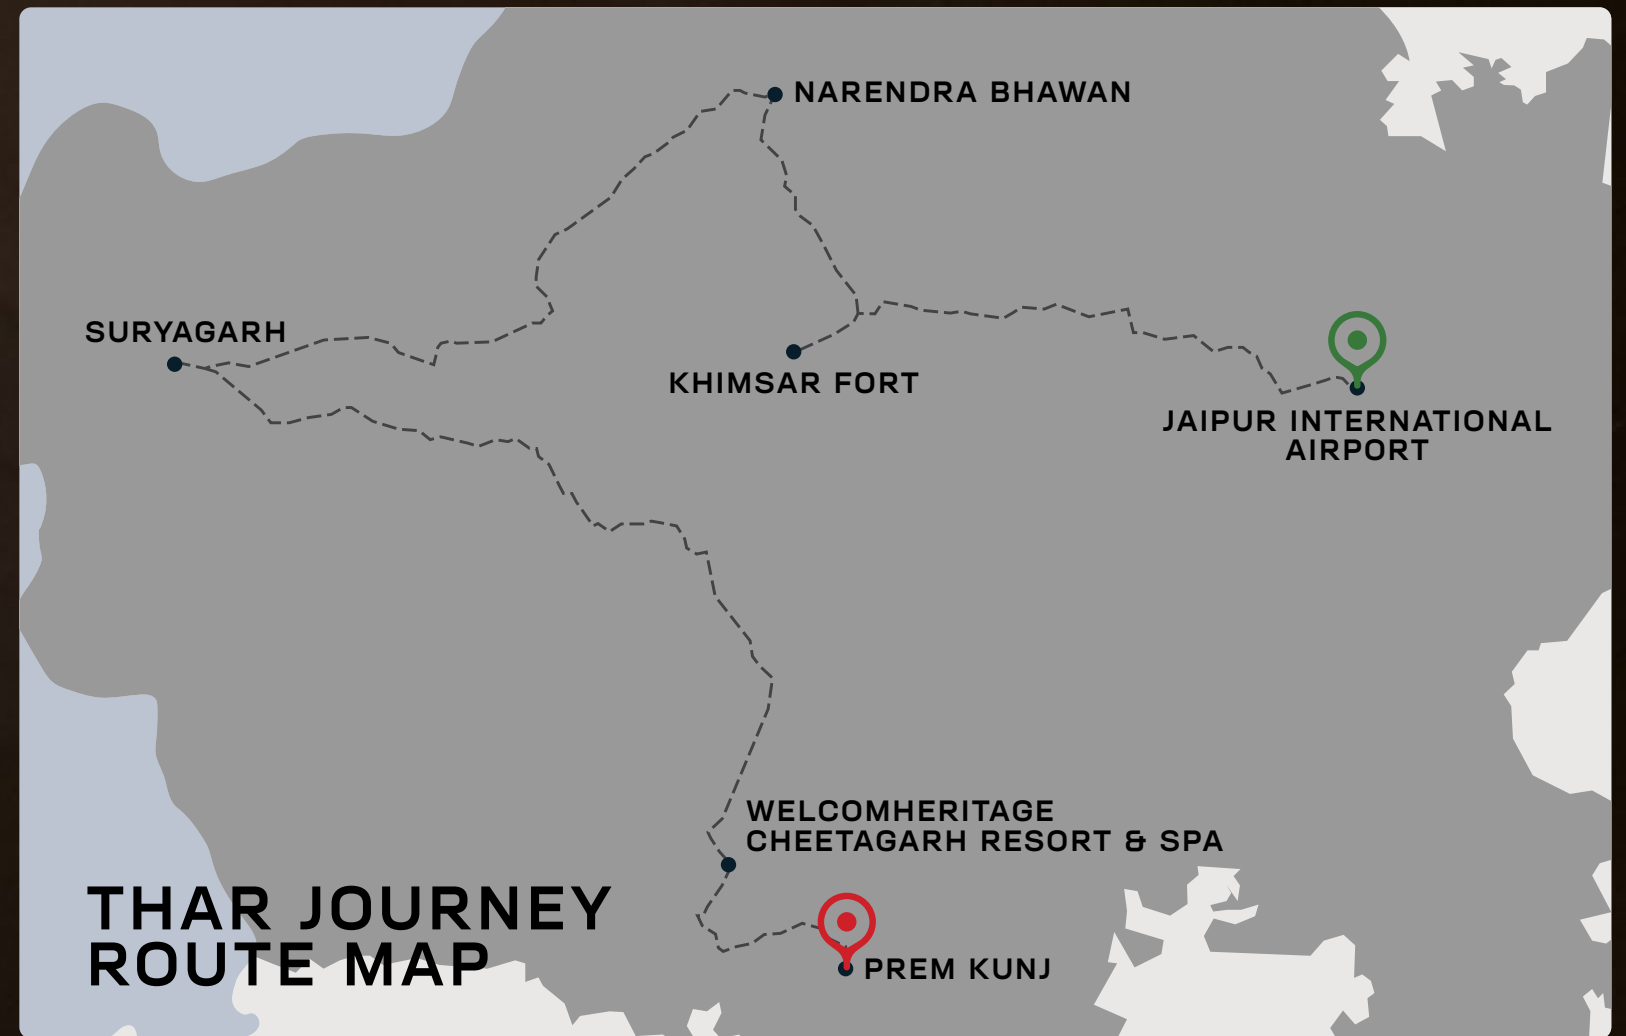 NARENDRA BHAWAN
SURYAGARH
KHIMSAR FORT
JAIPUR INTERNATIONAL
AIRPORT
WELCOMHERITAGE
CHEETAGARH RESORT & SPA
THAR JOURNEY
ROUTE MAP
PREM KUNJ